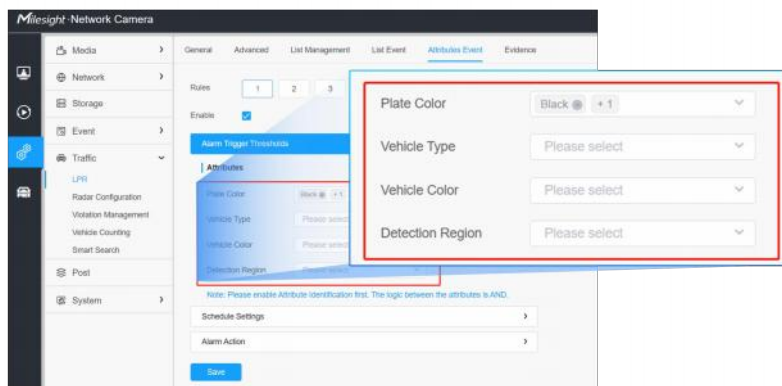 Milesight-Network Camera
Media
Network
Storage
Event
Traffic
LPR
Radar Configuration
Violation Management
Vehicle Counting
Smart Search
Post
System
General Advanced List Management List Event Attributes Event Evidence
Rules 1 2 3
Enable
Alarm Trigger Thresholds
Attributes
Plate Color Black + 1
Vehicle Type Please select
Vehicle Color Please select
Detection Region Please select
Note: Please enable Attribute Identification first. The logic between the attributes is AND.
Schedule Settings
Alarm Action
Save
Plate Color Black + 1
Vehicle Type Please select
Vehicle Color Please select
Detection Region Please select